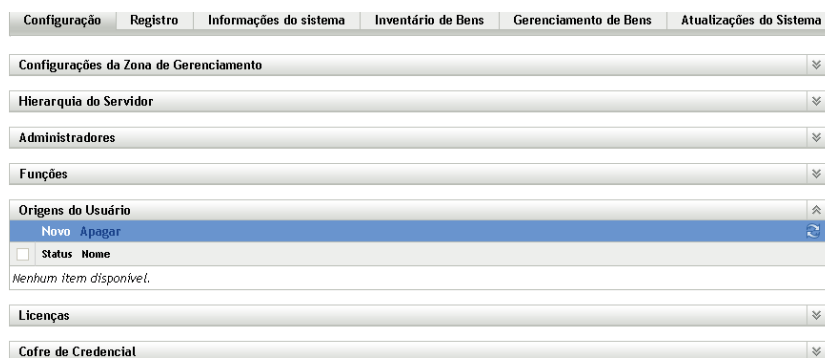 Configuração Registro Informações do sistema Inventário de Bens Gerenciamento de Bens Atualizações do Sistema
Configurações da Zona de Gerenciamento
Hierarquia do Servidor
Administradores
Funções
Origens do Usuário
Novo Apagar
Status Nome
Nenhum item disponível.
Licenças
Cofre de Credencial